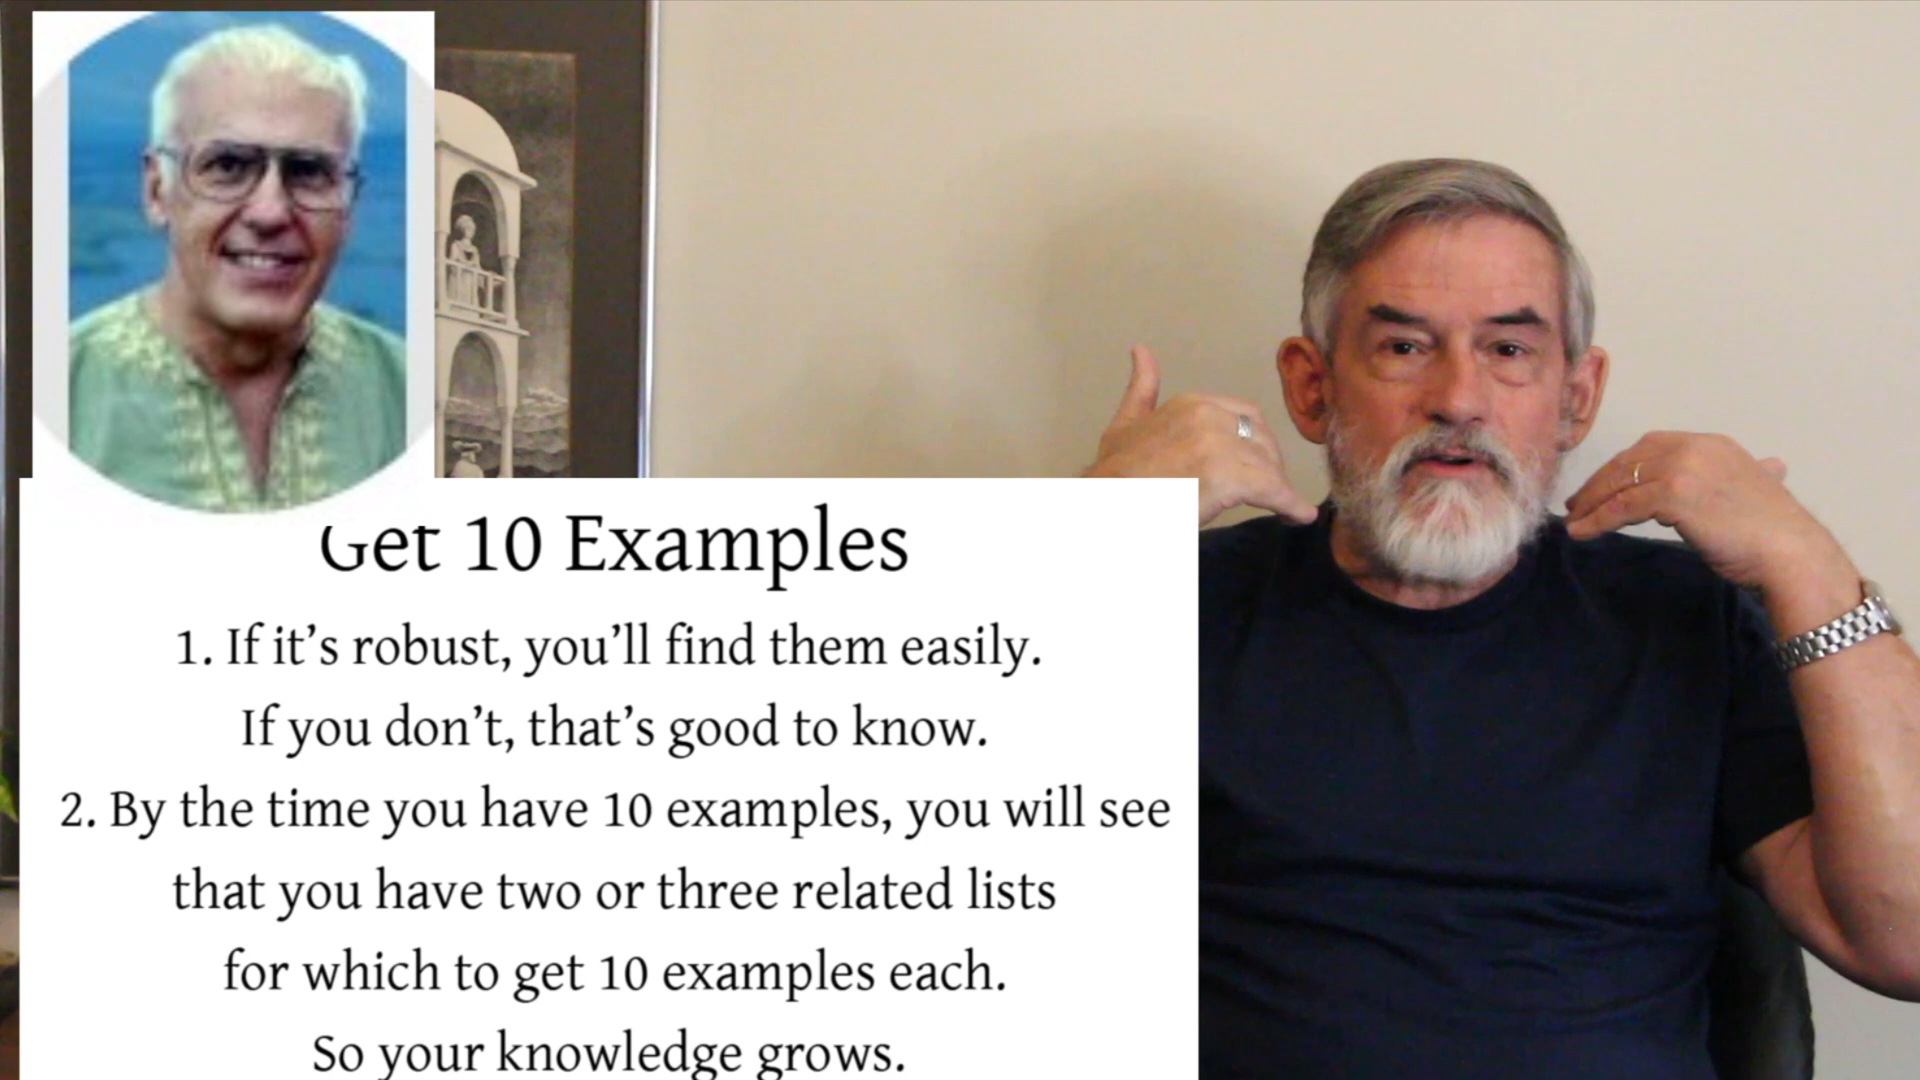 Get 10 Examples
1. If it’s robust, you’ll find them easily.
If you don’t, that’s good to know.
2. By the time you have 10 examples, you will see
that you have two or three related lists
for which to get 10 examples each.
So your knowledge grows.